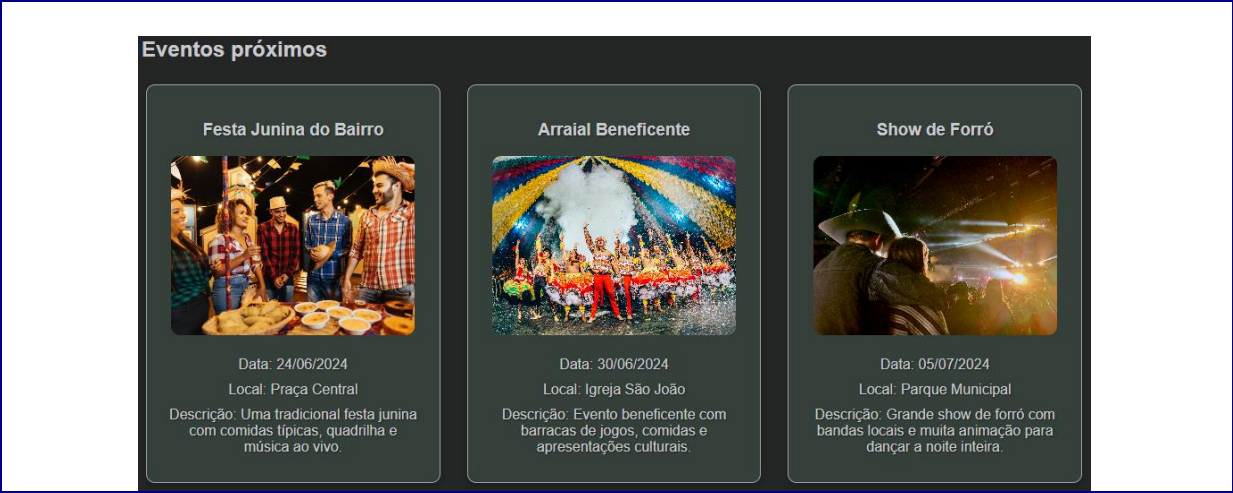 Eventos próximos
Festa Junina do Bairro
Data: 24/06/2024
Local: Praça Central
Descrição: Uma tradicional festa junina
com comidas típicas, quadrilha e
música ao vivo.
Arraial Beneficente
Data: 30/06/2024
Local: Igreja São João
Descrição: Evento beneficente com
barracas de jogos, comidas e
apresentações culturais.
Show de Forró
Data: 05/07/2024
Local: Parque Municipal
Descrição: Grande show de forró com
bandas locais e muita animação para
dançar a noite inteira.